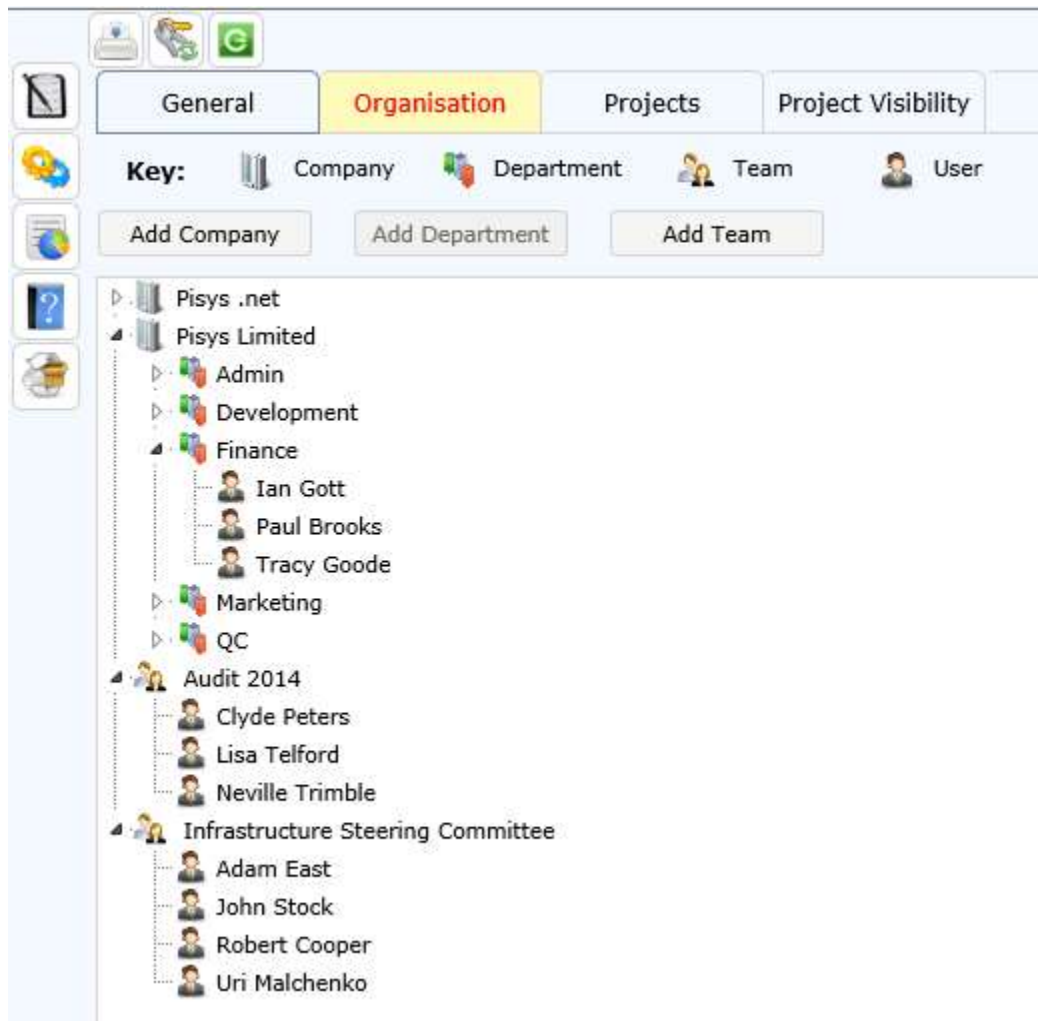 General Organisation Projects Project Visibility
Key: Company Department Team User
Add Company Add Department Add Team
Pisys .net
Pisys Limited
Admin
Development
Finance
Ian Gott
Paul Brooks
Tracy Goode
Marketing
QC
Audit 2014
Clyde Peters
Lisa Telford
Neville Trimble
Infrastructure Steering Committee
Adam East
John Stock
Robert Cooper
Uri Malchenko